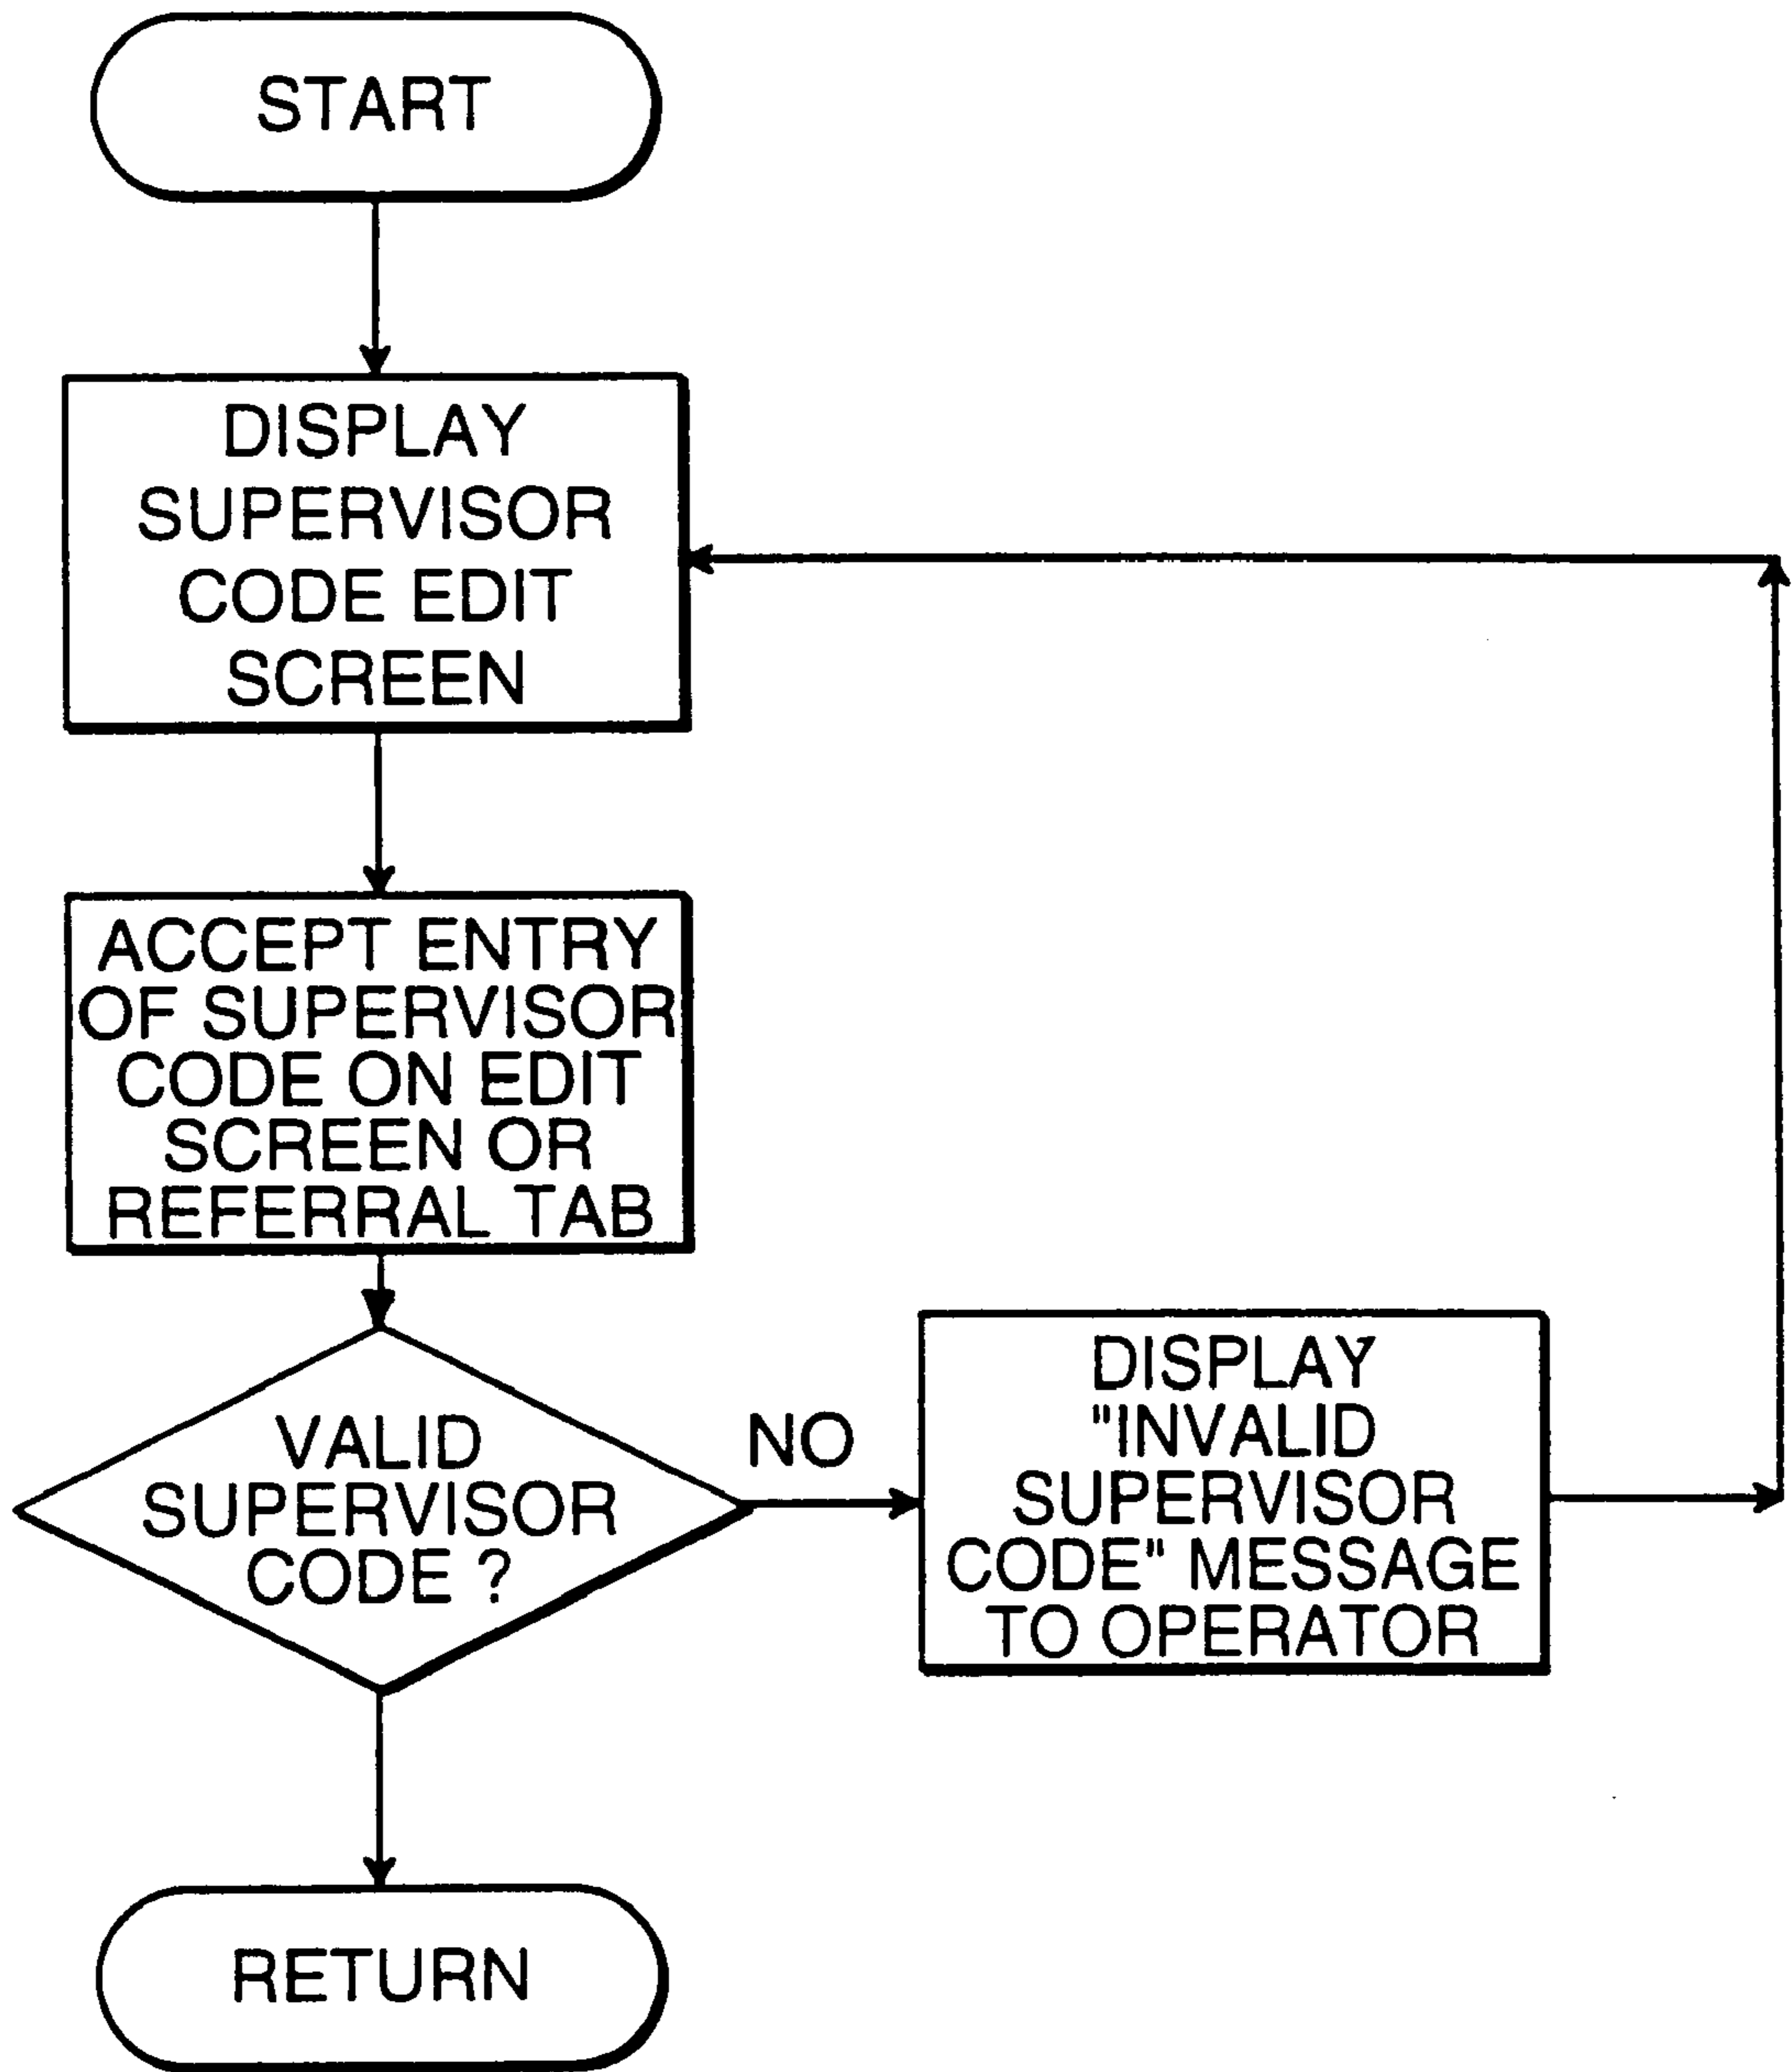 START
DISPLAY
SUPERVISOR
CODE EDIT
SCREEN
ACCEPT ENTRY
OF SUPERVISOR
CODE ON EDIT
SCREEN OR
REFERRAL TAB
VALID
SUPERVISOR
CODE ?
NO
DISPLAY
"INVALID
SUPERVISOR
CODE" MESSAGE
TO OPERATOR
RETURN